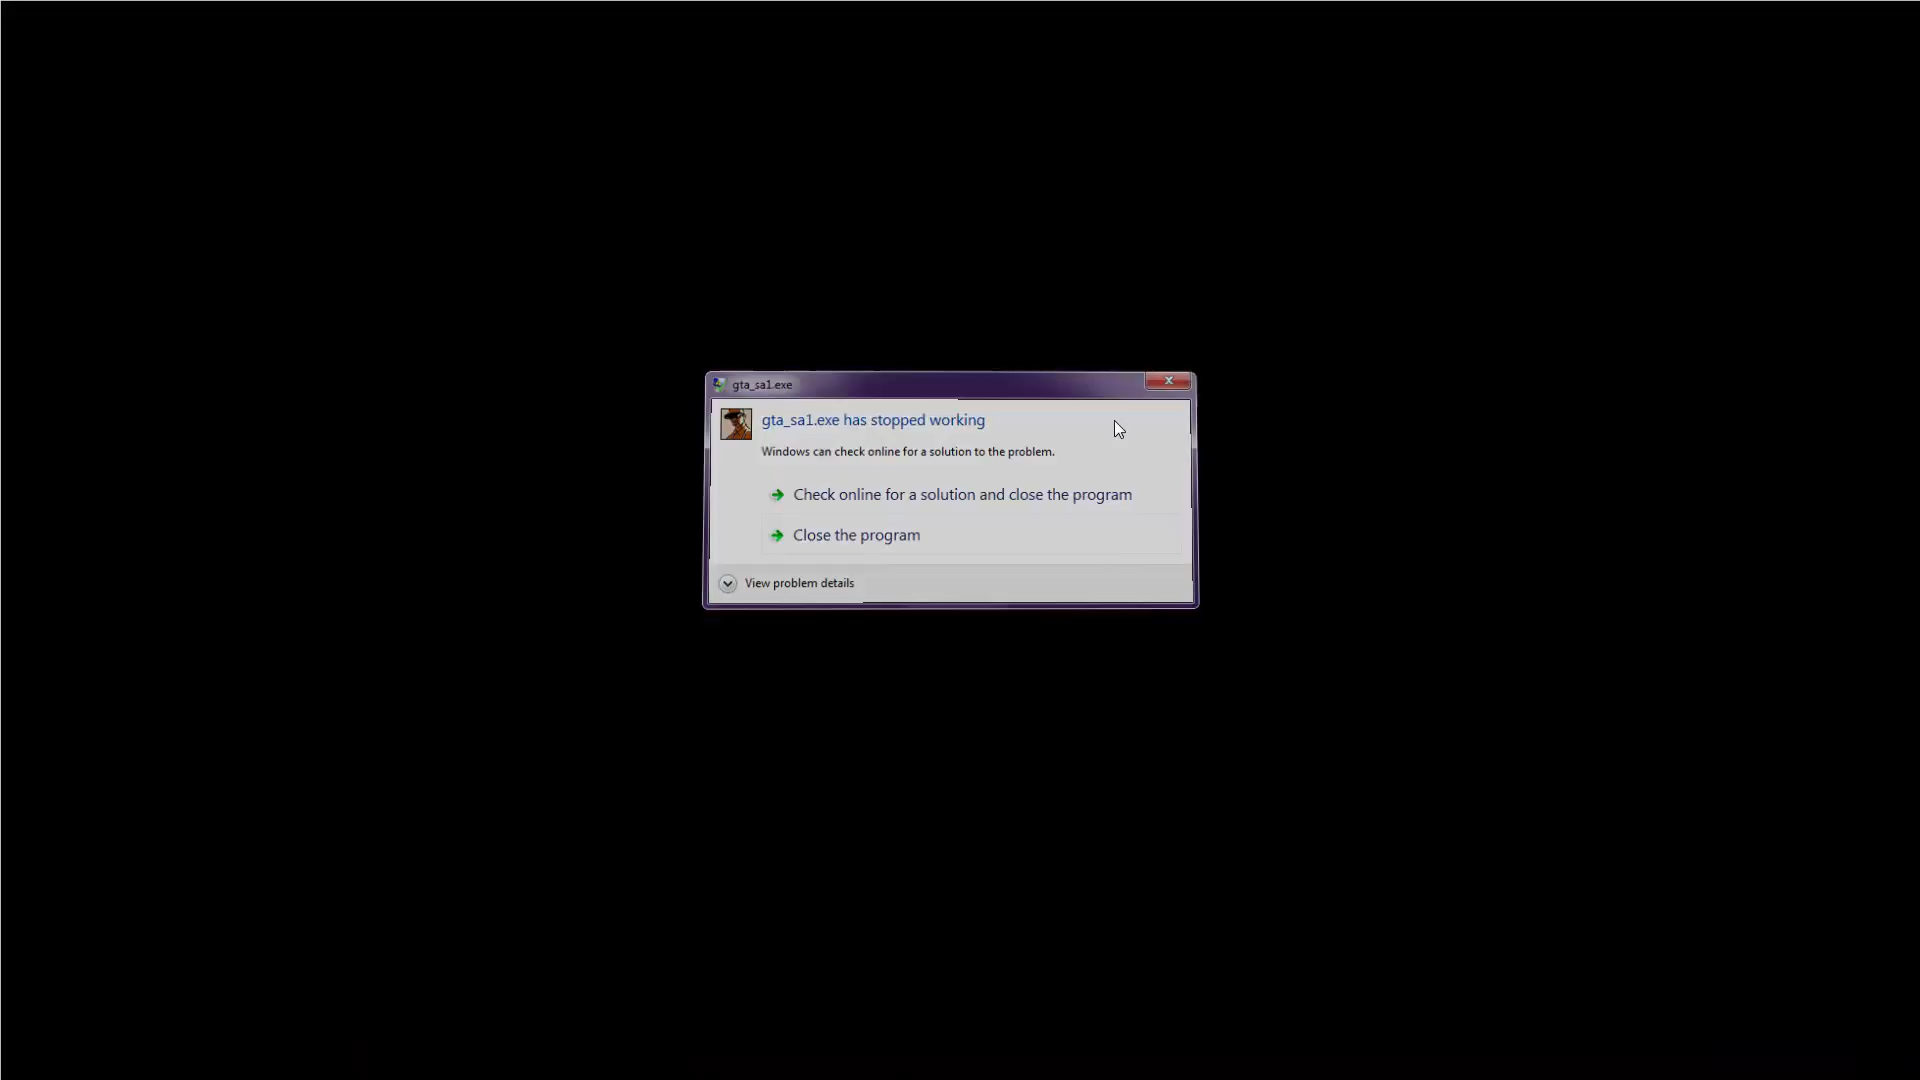 gta_sa1.exe
gta_sa1.exe has stopped working
Windows can check online for a solution to the problem.
Check online for a solution and close the program
Close the program
View problem details